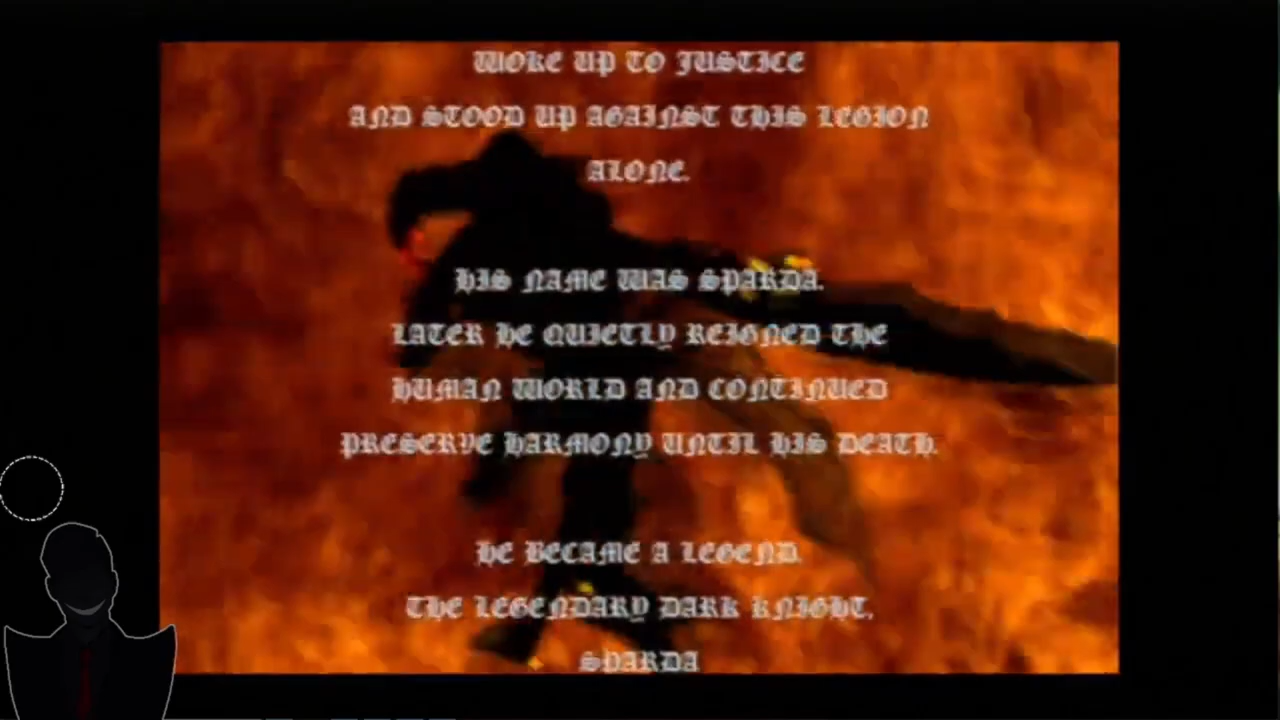 WOKE UP TO JUSTICE
AND STOOD UP AGAINST THIS LEGION
ALONE.
HIS NAME WAS SPARDA.
LATER HE QUIETLY REIGNED THE
HUMAN WORLD AND CONTINUED
PRESERVE HARMONY UNTIL HIS DEATH.
HE BECAME A LEGEND.
THE LEGENDARY DARK KNIGHT,
SPARDA